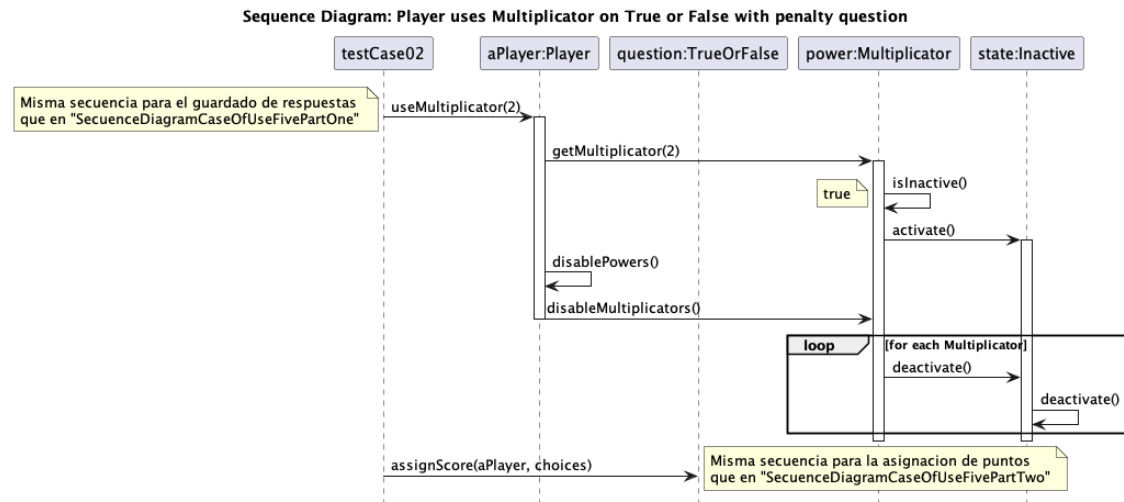 Sequence Diagram: Player uses Multiplicator on True or False with penalty question
testCase02
aPlayer:Player
question:TrueOrFalse
power:Multiplicator
state:Inactive
Misma secuencia para el guardado de respuestas
que en "SecuenceDiagramCaseOfUseFivePartOne"
useMultiplicator(2)
getMultiplicator(2)
true
isInactive()
activate()
disablePowers()
disableMultiplicators()
loop
[for each Multiplicator]
deactivate()
deactivate()
assignScore(aPlayer, choices)
Misma secuencia para la asignacion de puntos
que en "SecuenceDiagramCaseOfUseFivePartTwo"